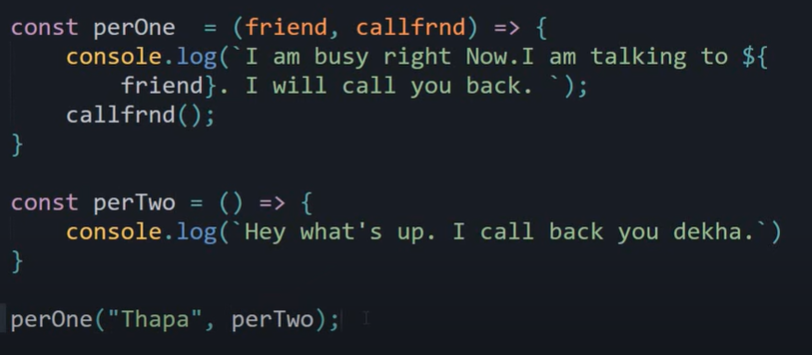 const perOne  = (friend, callfrnd) => {
    console.log(`I am busy right Now.I am talking to ${
        friend}. I will call you back. `);
    callfrnd();
}

const perTwo = () => {
    console.log(`Hey what's up. I call back you dekha.`)
}

perOne("Thapa", perTwo);